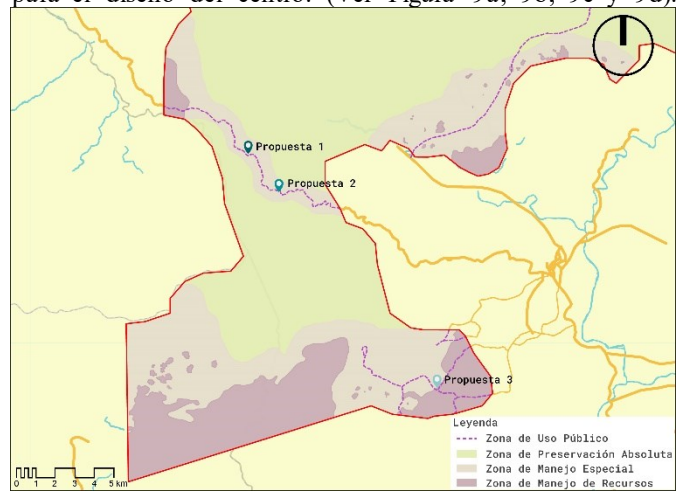 para el diseño del centro. (Ver Figura 9a, 9b, 9c y 9d).
Propuesta 1
Propuesta 2
Propuesta 3
Leyenda
Zona de Uso Público
Zona de Preservación Absoluta
Zona de Manejo Especial
Zona de Manejo de Recursos
0 1 2 3 4 5 km